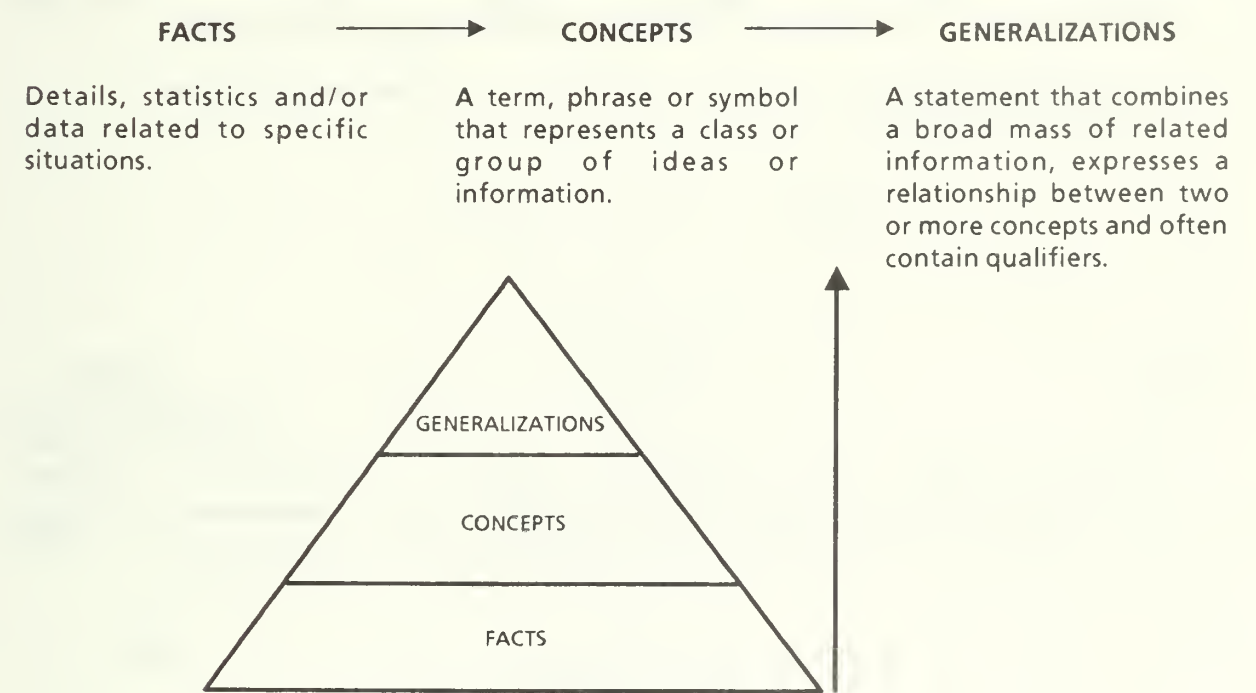 FACTS
CONCEPTS
GENERALIZATIONS
Details, statistics and/or
data related to specific
situations.
A term, phrase or symbol
that represents a class or
group of ideas or
information.
A statement that combines
a broad mass of related
information, expresses a
relationship between two
or more concepts and often
contain qualifiers.
GENERALIZATIONS
CONCEPTS
FACTS